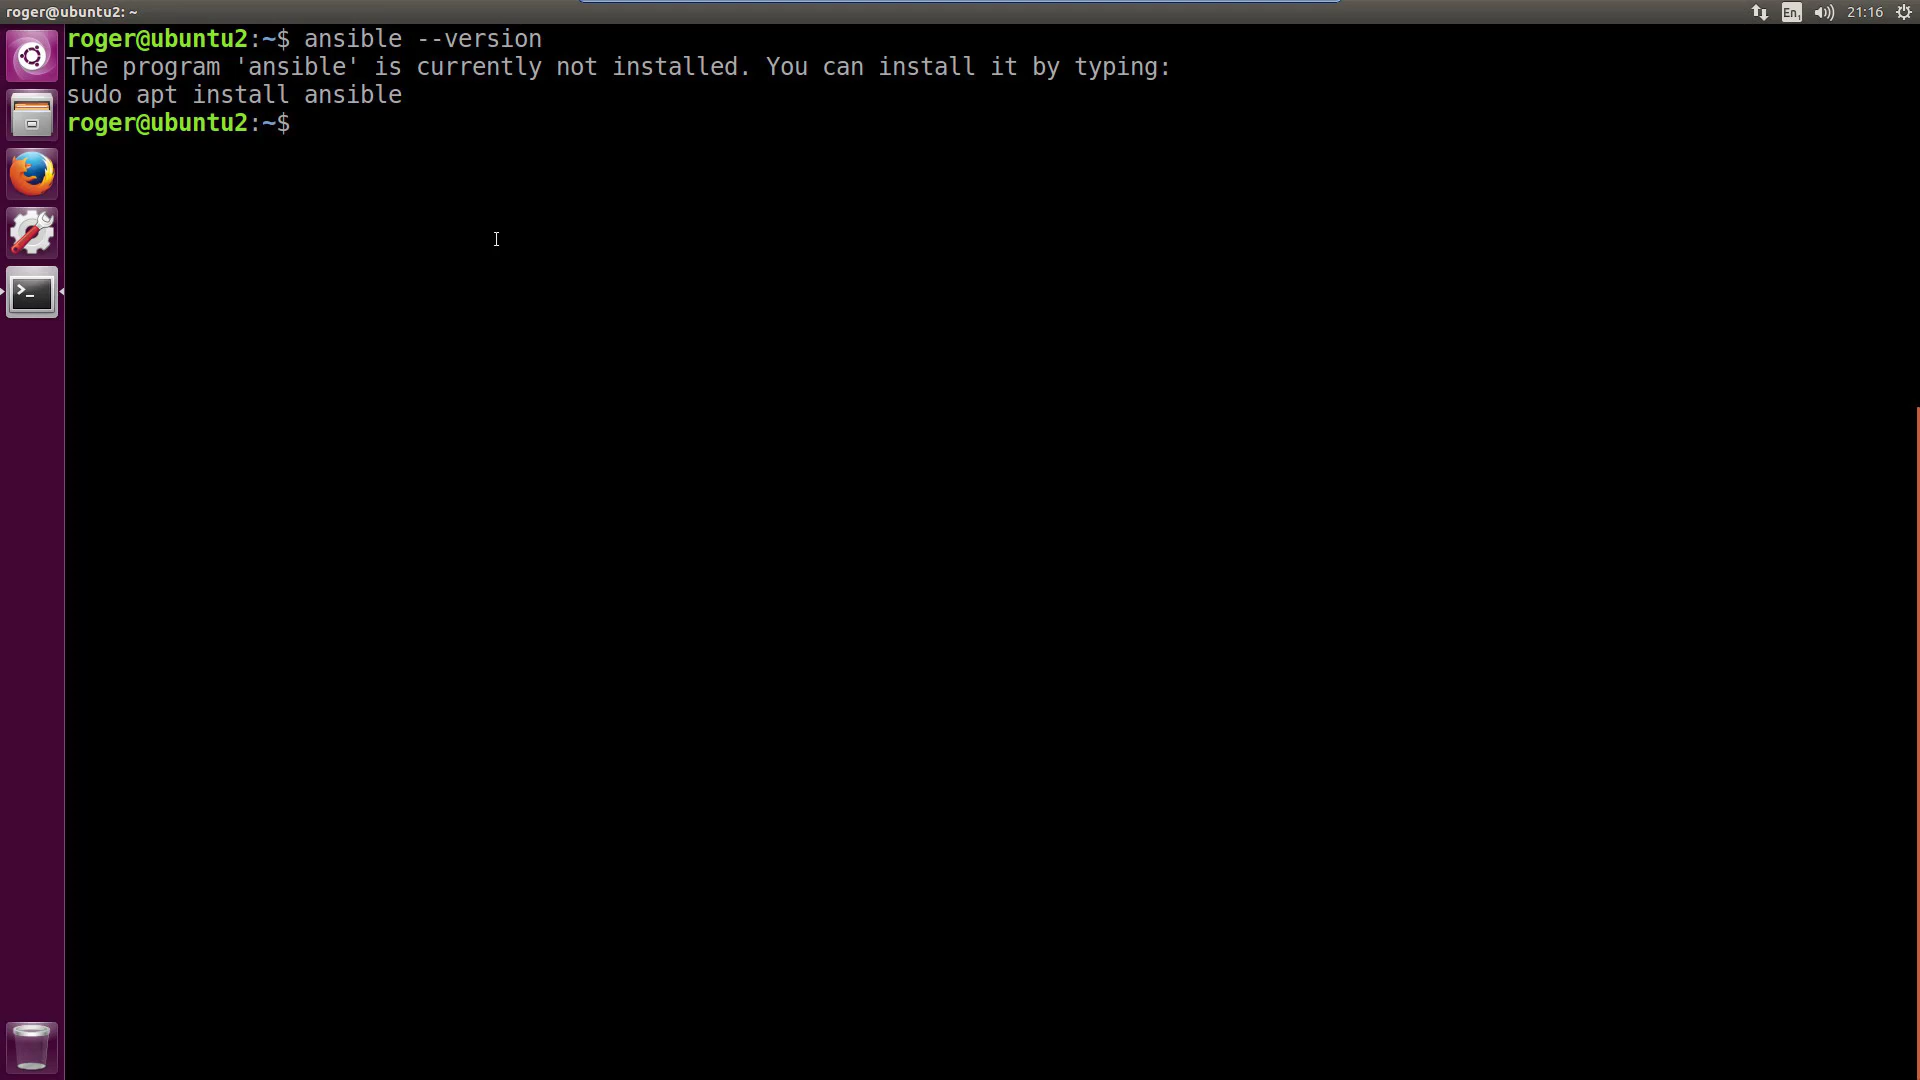 roger@ubuntu2: ~
En1
21:16
roger@ubuntu2:~$ ansible --version
The program 'ansible' is currently not installed. You can install it by typing:
sudo apt install ansible
roger@ubuntu2:~$
>_